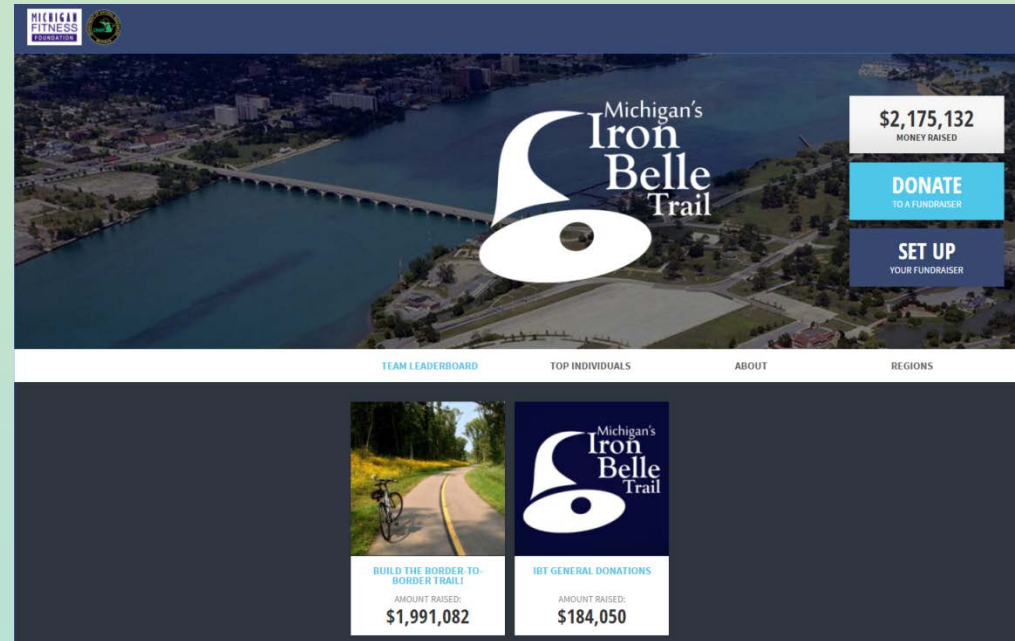 MICHIGAN
FITNESS
FOUNDATION
Michigan's
Iron
Belle
Trail
$2,175,132
MONEY RAISED
DONATE
TO A FUNDRAISER
SET UP
YOUR FUNDRAISER
TEAM LEADERBOARD
TOP INDIVIDUALS
ABOUT
REGIONS
Michigan's
Iron
Belle
Trail
BUILD THE BORDER-TO-
BORDER TRAIL!
AMOUNT RAISED:
$1,991,082
IBT GENERAL DONATIONS
AMOUNT RAISED:
$184,050